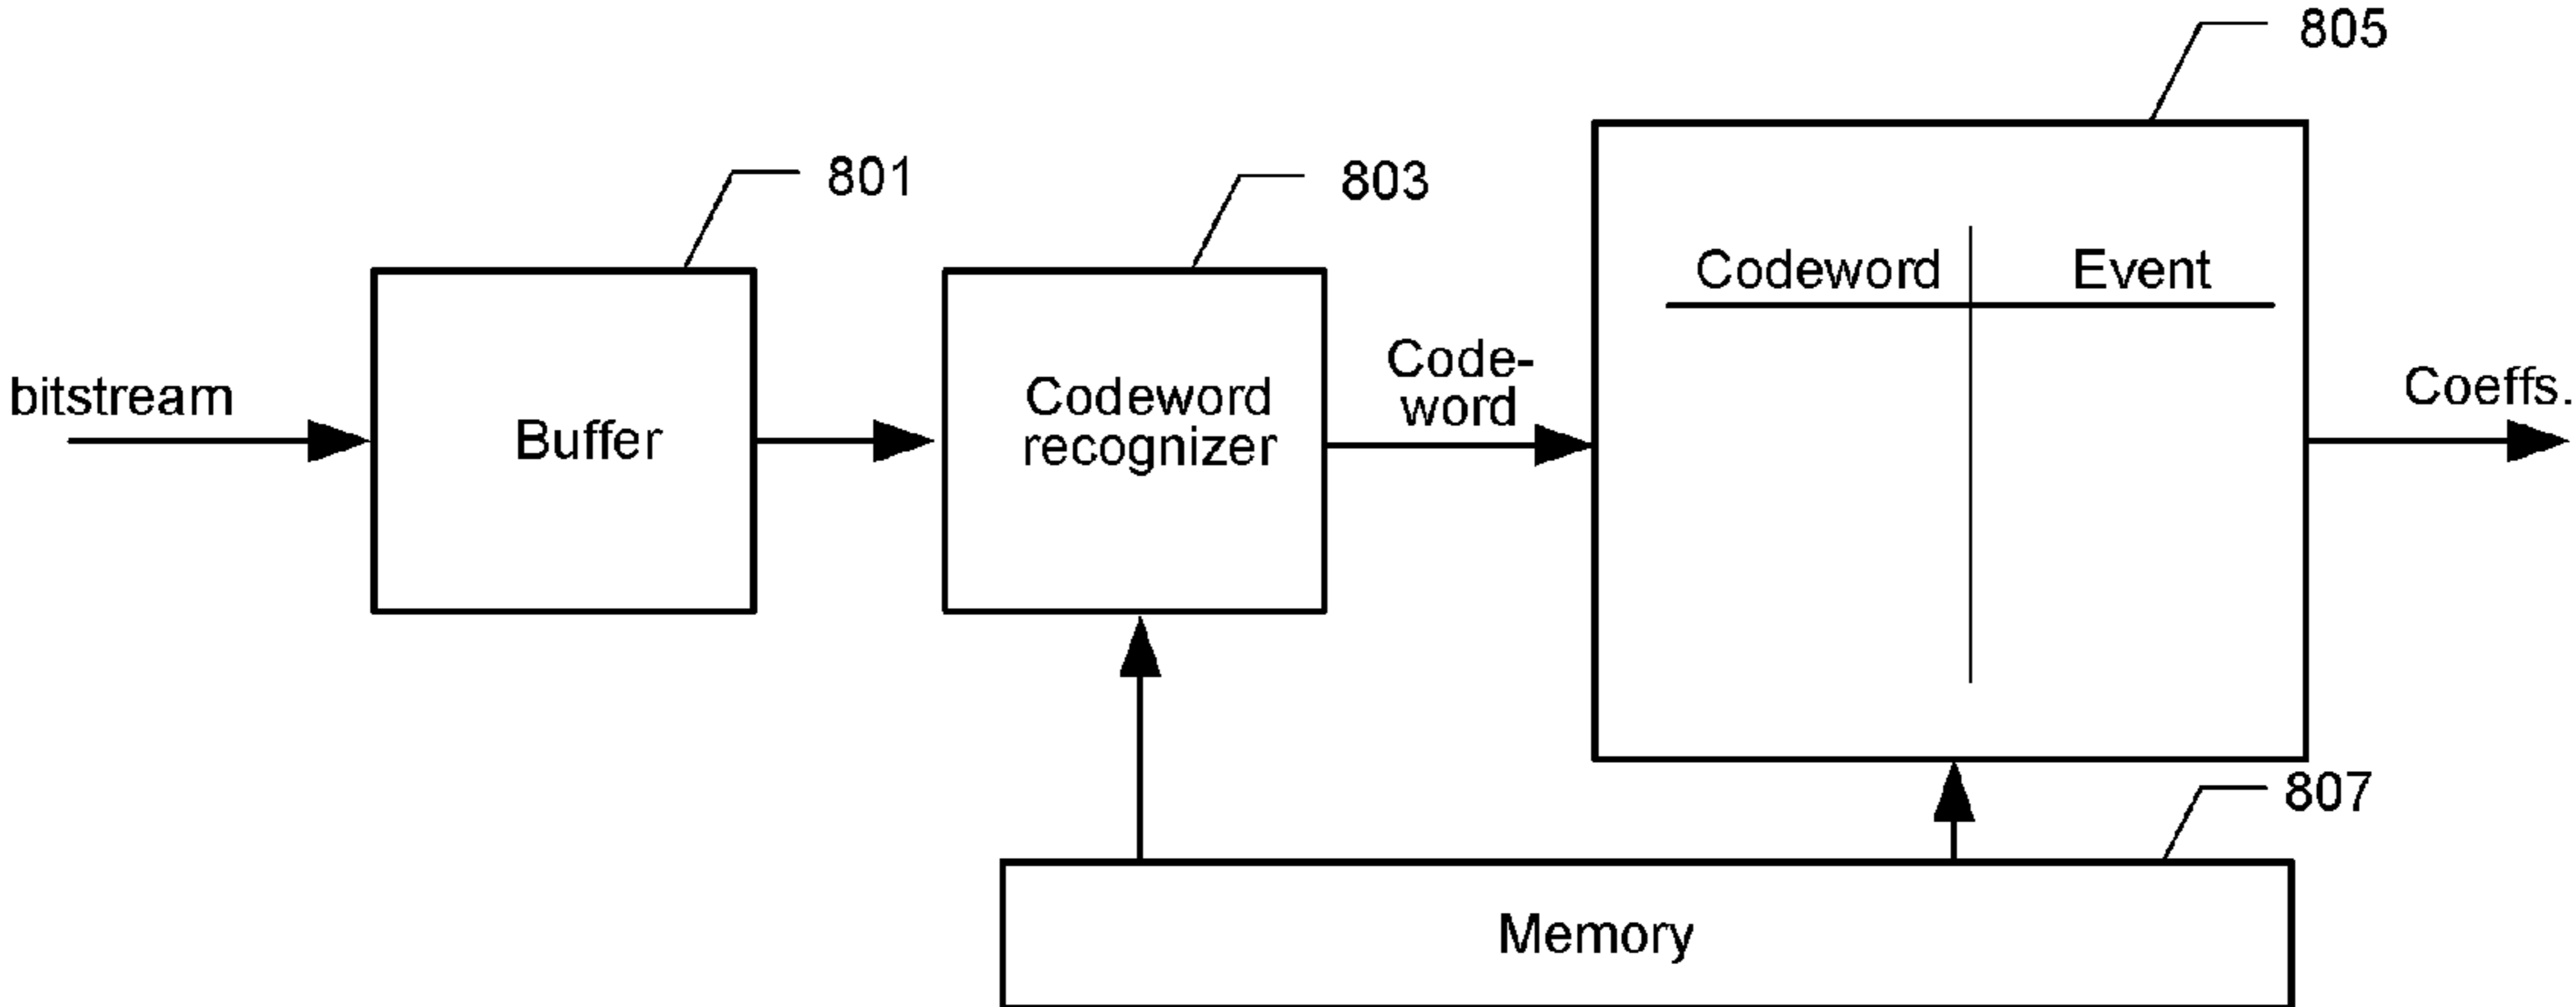 805
801
803
Codeword
Event
bitstream
Buffer
Codeword
recognizer
Code-
word
Coeffs.
807
Memory